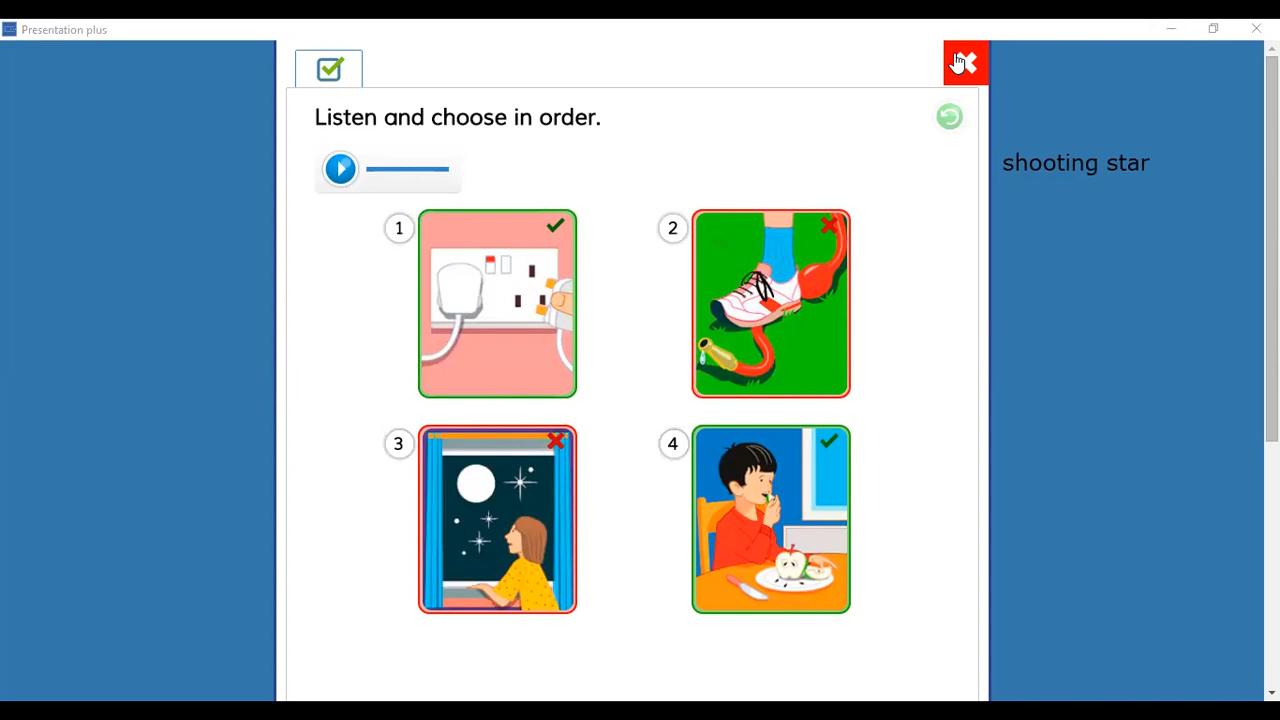 Presentation plus
Listen and choose in order.
shooting star
1
2
3
4